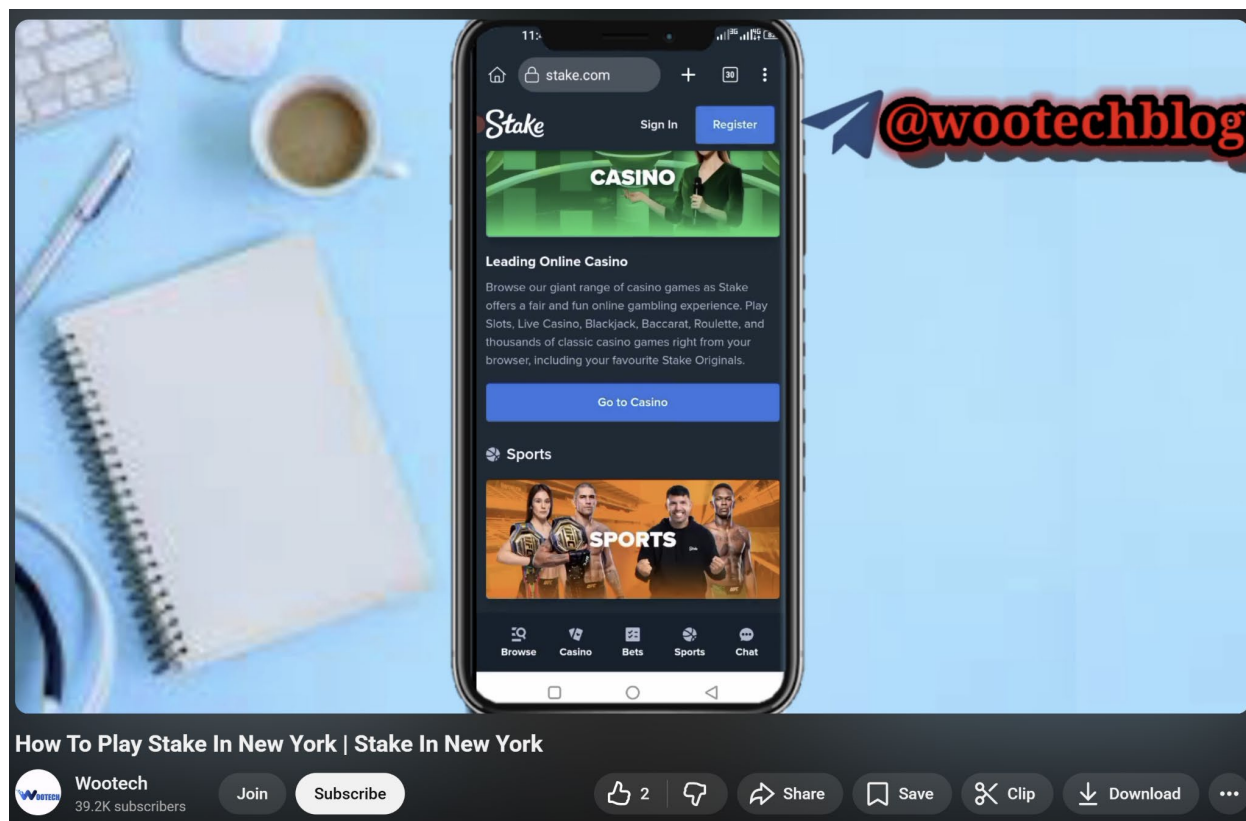 11:
3G 4G
stake.com
30
Stake
Sign In
Register
@wootechblog
CASINO
Leading Online Casino
Browse our giant range of casino games as Stake
offers a fair and fun online gambling experience. Play
Slots, Live Casino, Blackjack, Baccarat, Roulette, and
thousands of classic casino games right from your
browser, including your favourite Stake Originals.
Go to Casino
Sports
SPORTS
Browse
Casino
Bets
Sports
Chat
How To Play Stake In New York | Stake In New York
WOOTECH
Wootech
39.2K subscribers
Join
Subscribe
2
Share
Save
Clip
Download